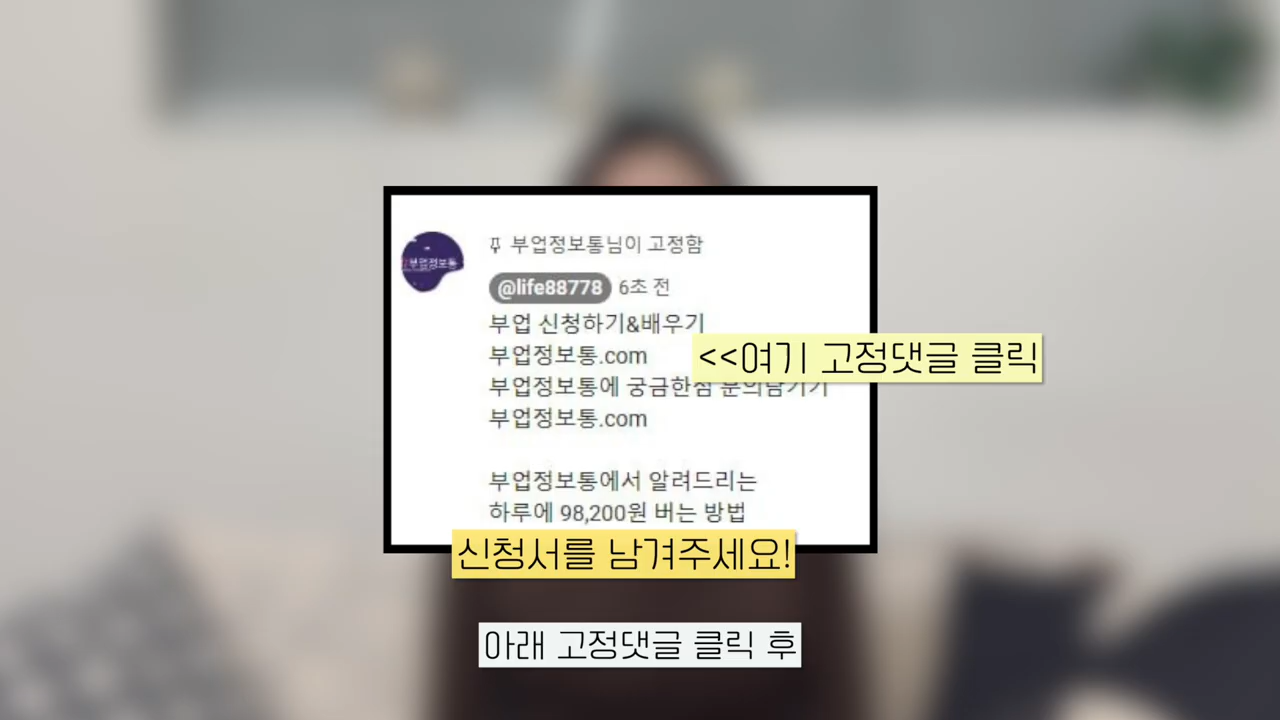 부업정보통
부업정보통님이 고정함
@life88778 6초 전
부업 신청하기&배우기
부업정보통.com
<<여기 고정댓글 클릭
부업정보통에 궁금한점 문의남기기
부업정보통.com
부업정보통에서 알려드리는
하루에 98,200원 버는 방법
신청서를 남겨주세요!
아래 고정댓글 클릭 후